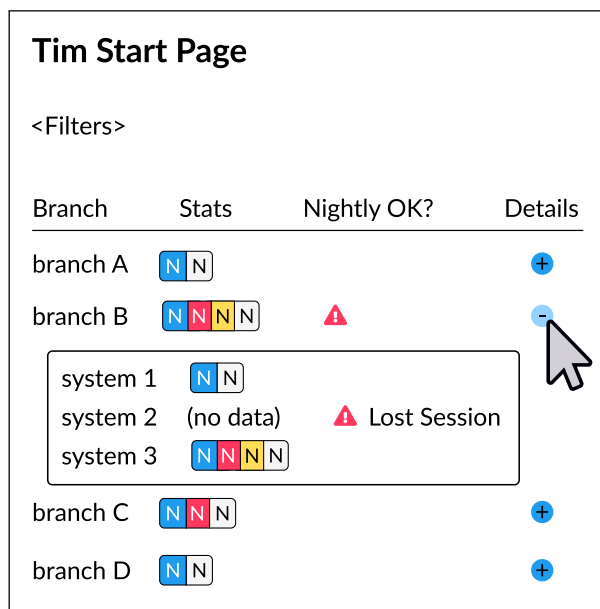 Tim Start Page
<Filters>
Branch Stats Nightly OK? Details
branch A N N +
branch B N N N N ! -
system 1 N N
system 2 (no data) ! Lost Session
system 3 N N N N
branch C N N N +
branch D N N +